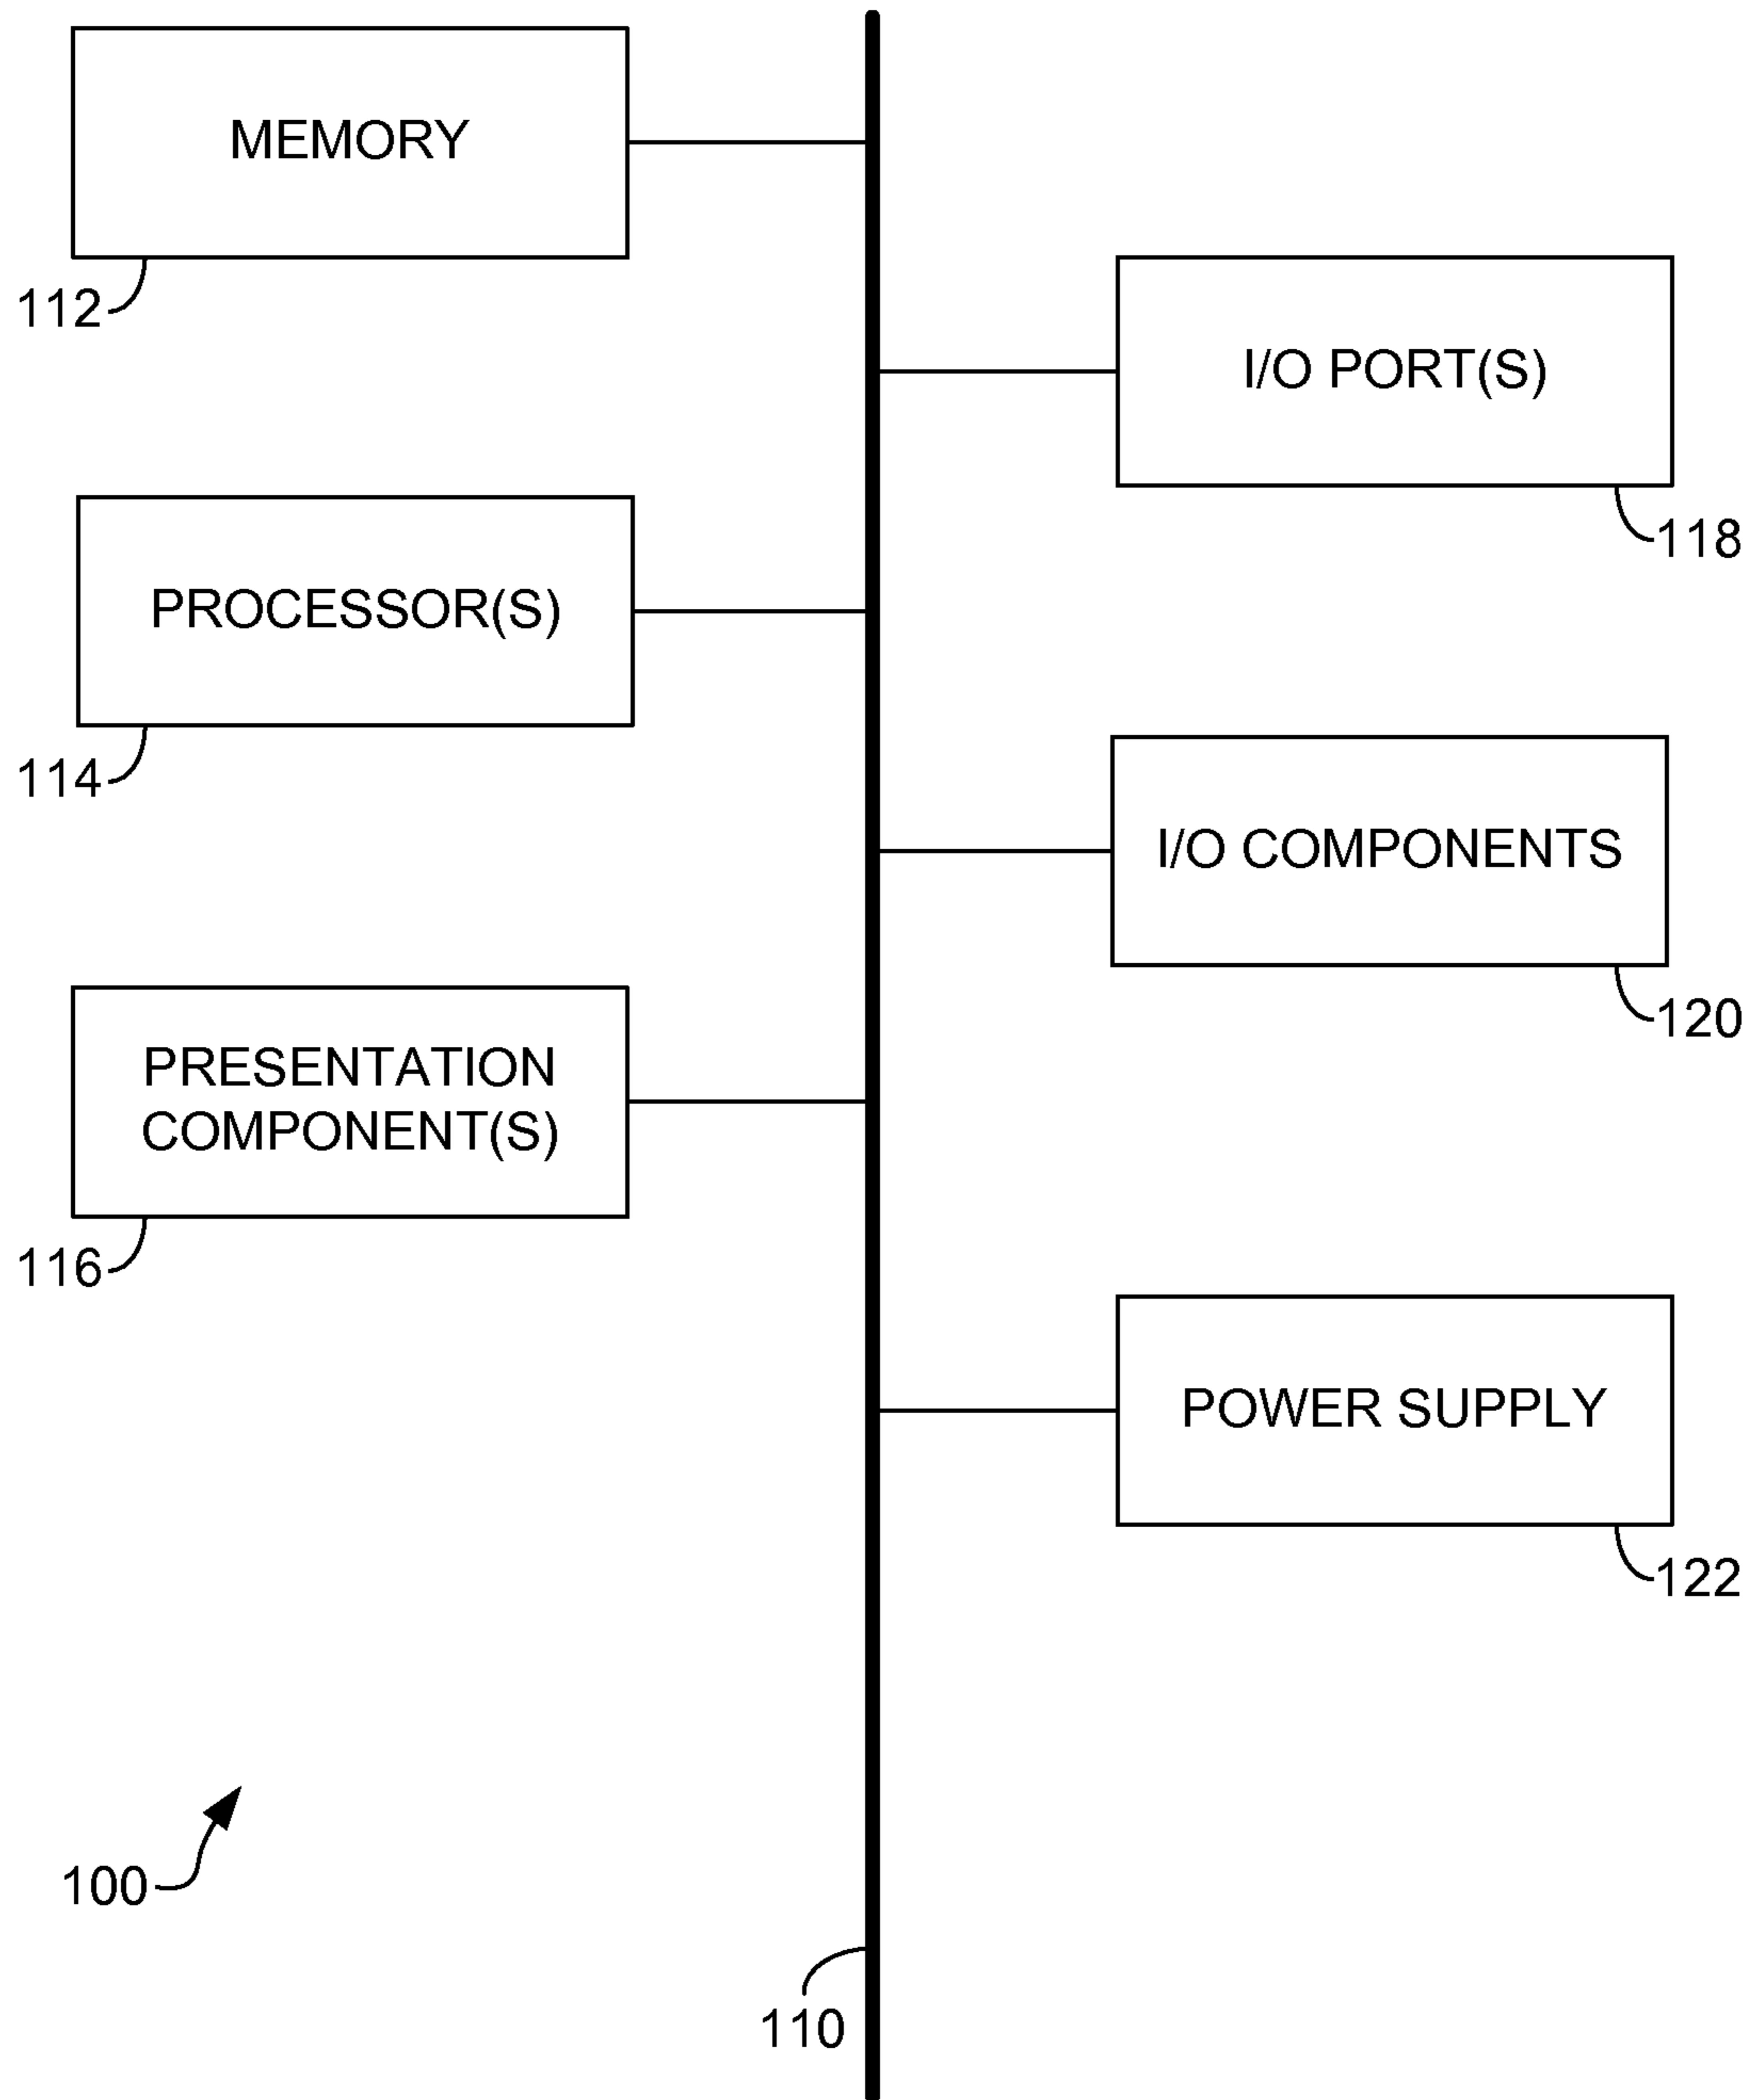 MEMORY
112
I/O PORT(S)
118
PROCESSOR(S)
114
I/O COMPONENTS
120
PRESENTATION
COMPONENT(S)
116
POWER SUPPLY
122
100
110